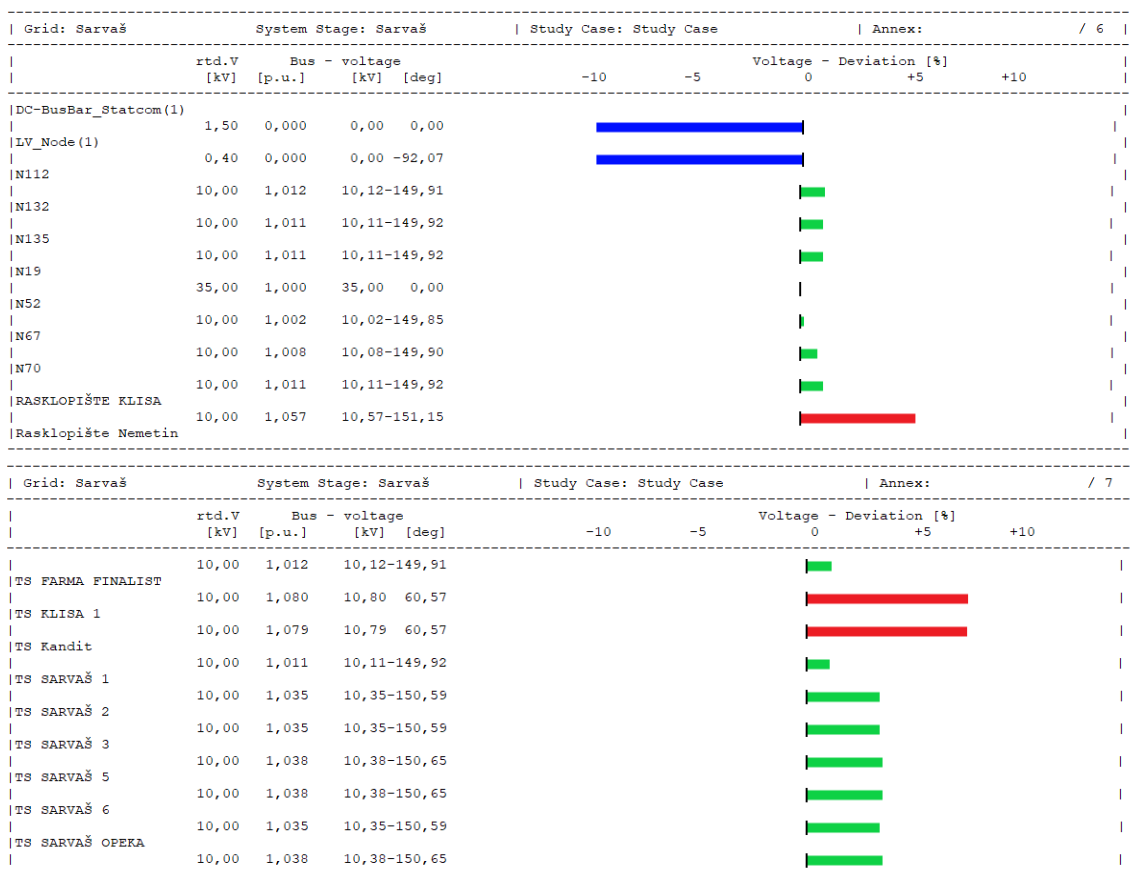 | Grid: Sarvaš System Stage: Sarvaš | Study Case: Study Case | Annex: / 6 |
| rtd.V Bus - voltage Voltage - Deviation [%] |
| [kV] [p.u.] [kV] [deg] -10 -5 0 +5 +10 |
|DC-BusBar_Statcom(1) |
| 1,50 0,000 0,00 0,00 |
|LV_Node(1) |
| 0,40 0,000 0,00 -92,07 |
|N112 |
| 10,00 1,012 10,12-149,91 |
|N132 |
| 10,00 1,011 10,11-149,92 |
|N135 |
| 10,00 1,011 10,11-149,92 |
|N19 |
| 35,00 1,000 35,00 0,00 |
|N52 |
| 10,00 1,002 10,02-149,85 |
|N67 |
| 10,00 1,008 10,08-149,90 |
|N70 |
| 10,00 1,011 10,11-149,92 |
|RASKLOPIŠTE KLISA |
| 10,00 1,057 10,57-151,15 |
|Rasklopište Nemetin |
| Grid: Sarvaš System Stage: Sarvaš | Study Case: Study Case | Annex: / 7
| rtd.V Bus - voltage Voltage - Deviation [%]
| [kV] [p.u.] [kV] [deg] -10 -5 0 +5 +10
| 10,00 1,012 10,12-149,91 |
|TS FARMA FINALIST
| 10,00 1,080 10,80 60,57 |
|TS KLISA 1
| 10,00 1,079 10,79 60,57 |
|TS Kandit
| 10,00 1,011 10,11-149,92 |
|TS SARVAŠ 1
| 10,00 1,035 10,35-150,59 |
|TS SARVAŠ 2
| 10,00 1,035 10,35-150,59 |
|TS SARVAŠ 3
| 10,00 1,038 10,38-150,65 |
|TS SARVAŠ 5
| 10,00 1,038 10,38-150,65 |
|TS SARVAŠ 6
| 10,00 1,035 10,35-150,59 |
|TS SARVAŠ OPEKA
| 10,00 1,038 10,38-150,65 |